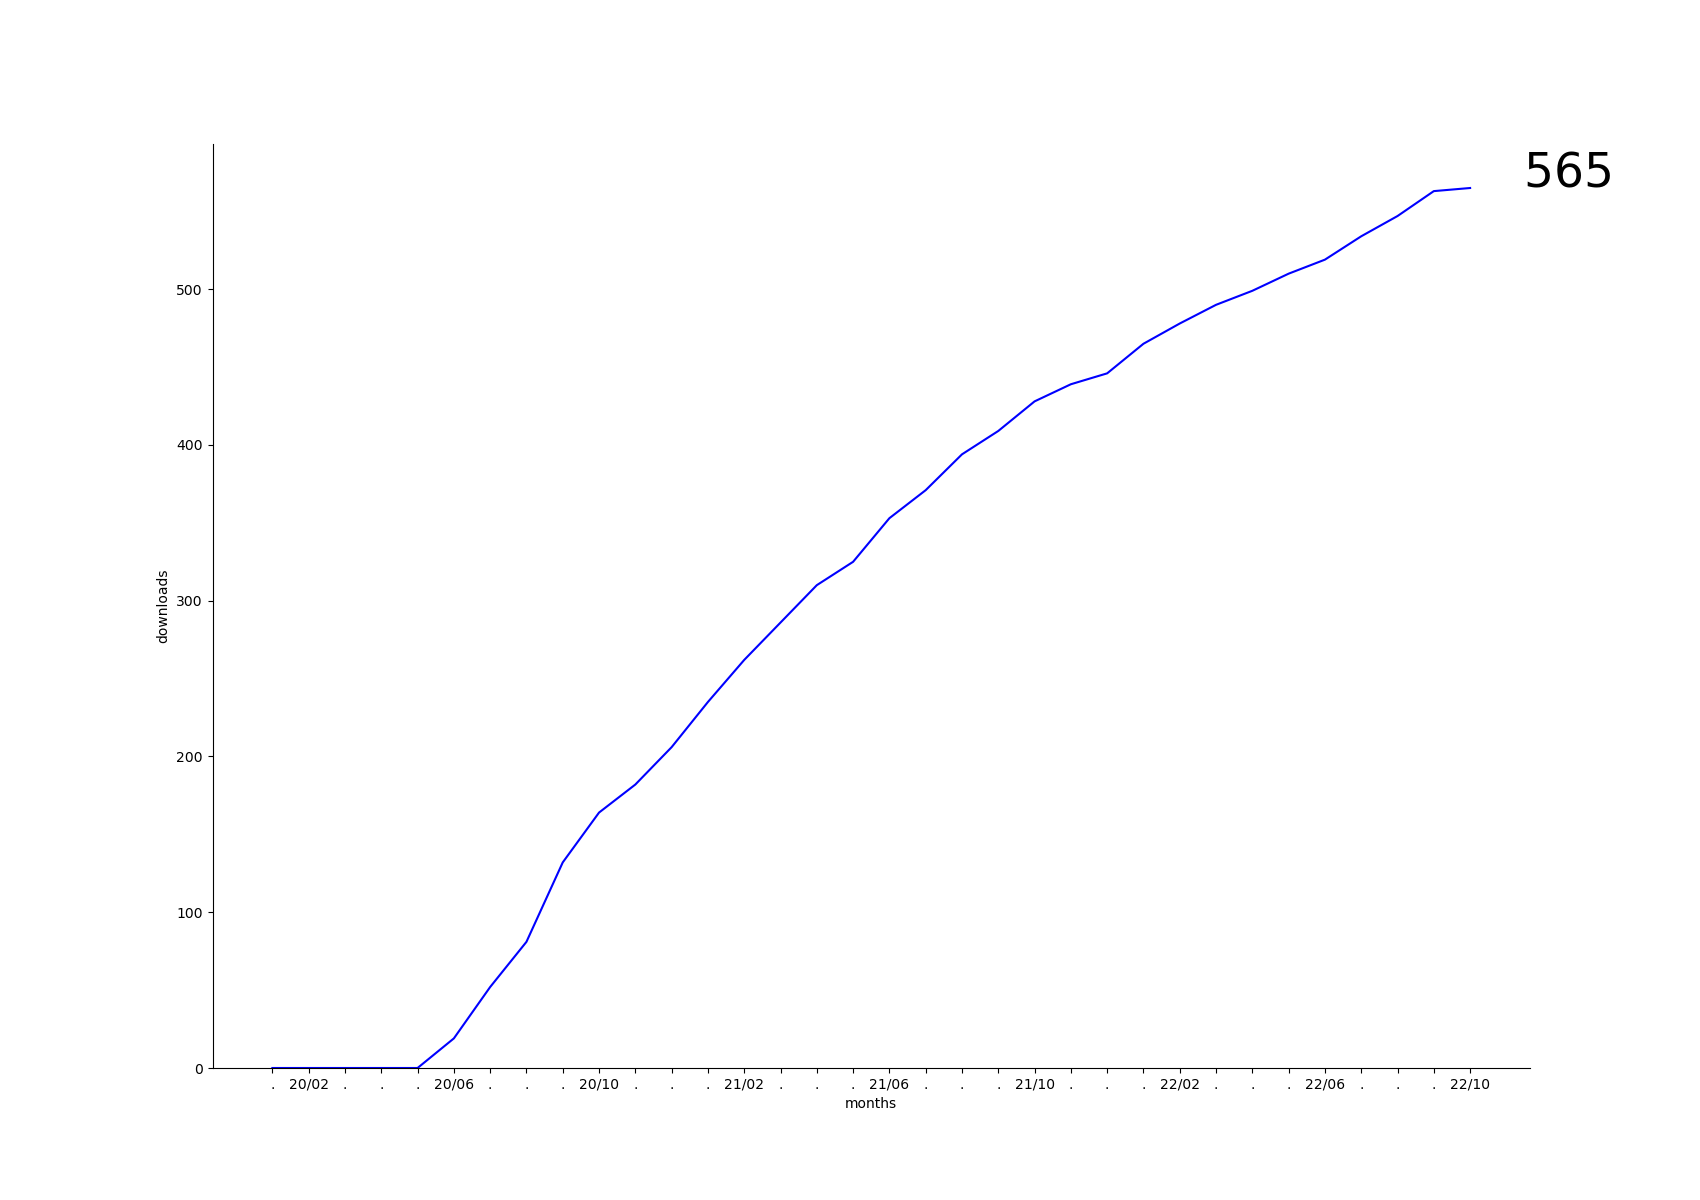 565
500
400
300
200
100
0
downloads
. 20/02 . . . 20/06 . . . 20/10 . . . 21/02 . . . 21/06 . . . 21/10 . . . 22/02 . . . 22/06 . . . 22/10
months